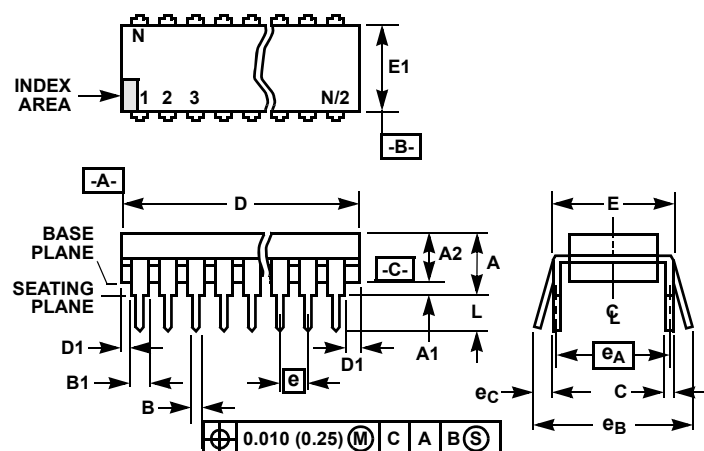 N
E1
INDEX
AREA
1 2 3 N/2
-B-
-A-
D
E
BASE
PLANE
A2
A
-C-
SEATING
PLANE
L
C
L
D1
A1
D1
eA
B1
e
eC
C
B
eB
0.010 (0.25) M C A B S